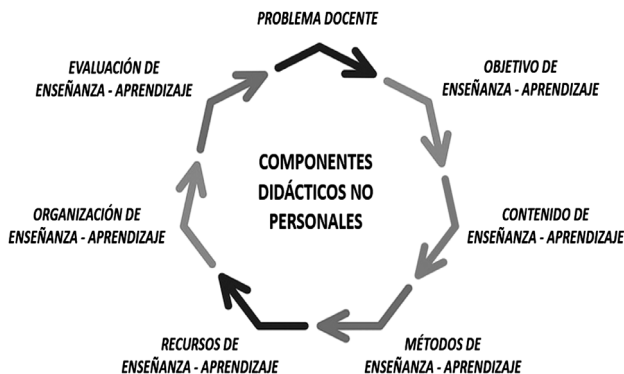 PROBLEMA DOCENTE
OBJETIVO DE
ENSEÑANZA - APRENDIZAJE
CONTENIDO DE
ENSEÑANZA - APRENDIZAJE
MÉTODOS DE
ENSEÑANZA - APRENDIZAJE
RECURSOS DE
ENSEÑANZA - APRENDIZAJE
ORGANIZACIÓN DE
ENSEÑANZA - APRENDIZAJE
EVALUACIÓN DE
ENSEÑANZA - APRENDIZAJE
COMPONENTES
DIDÁCTICOS NO
PERSONALES